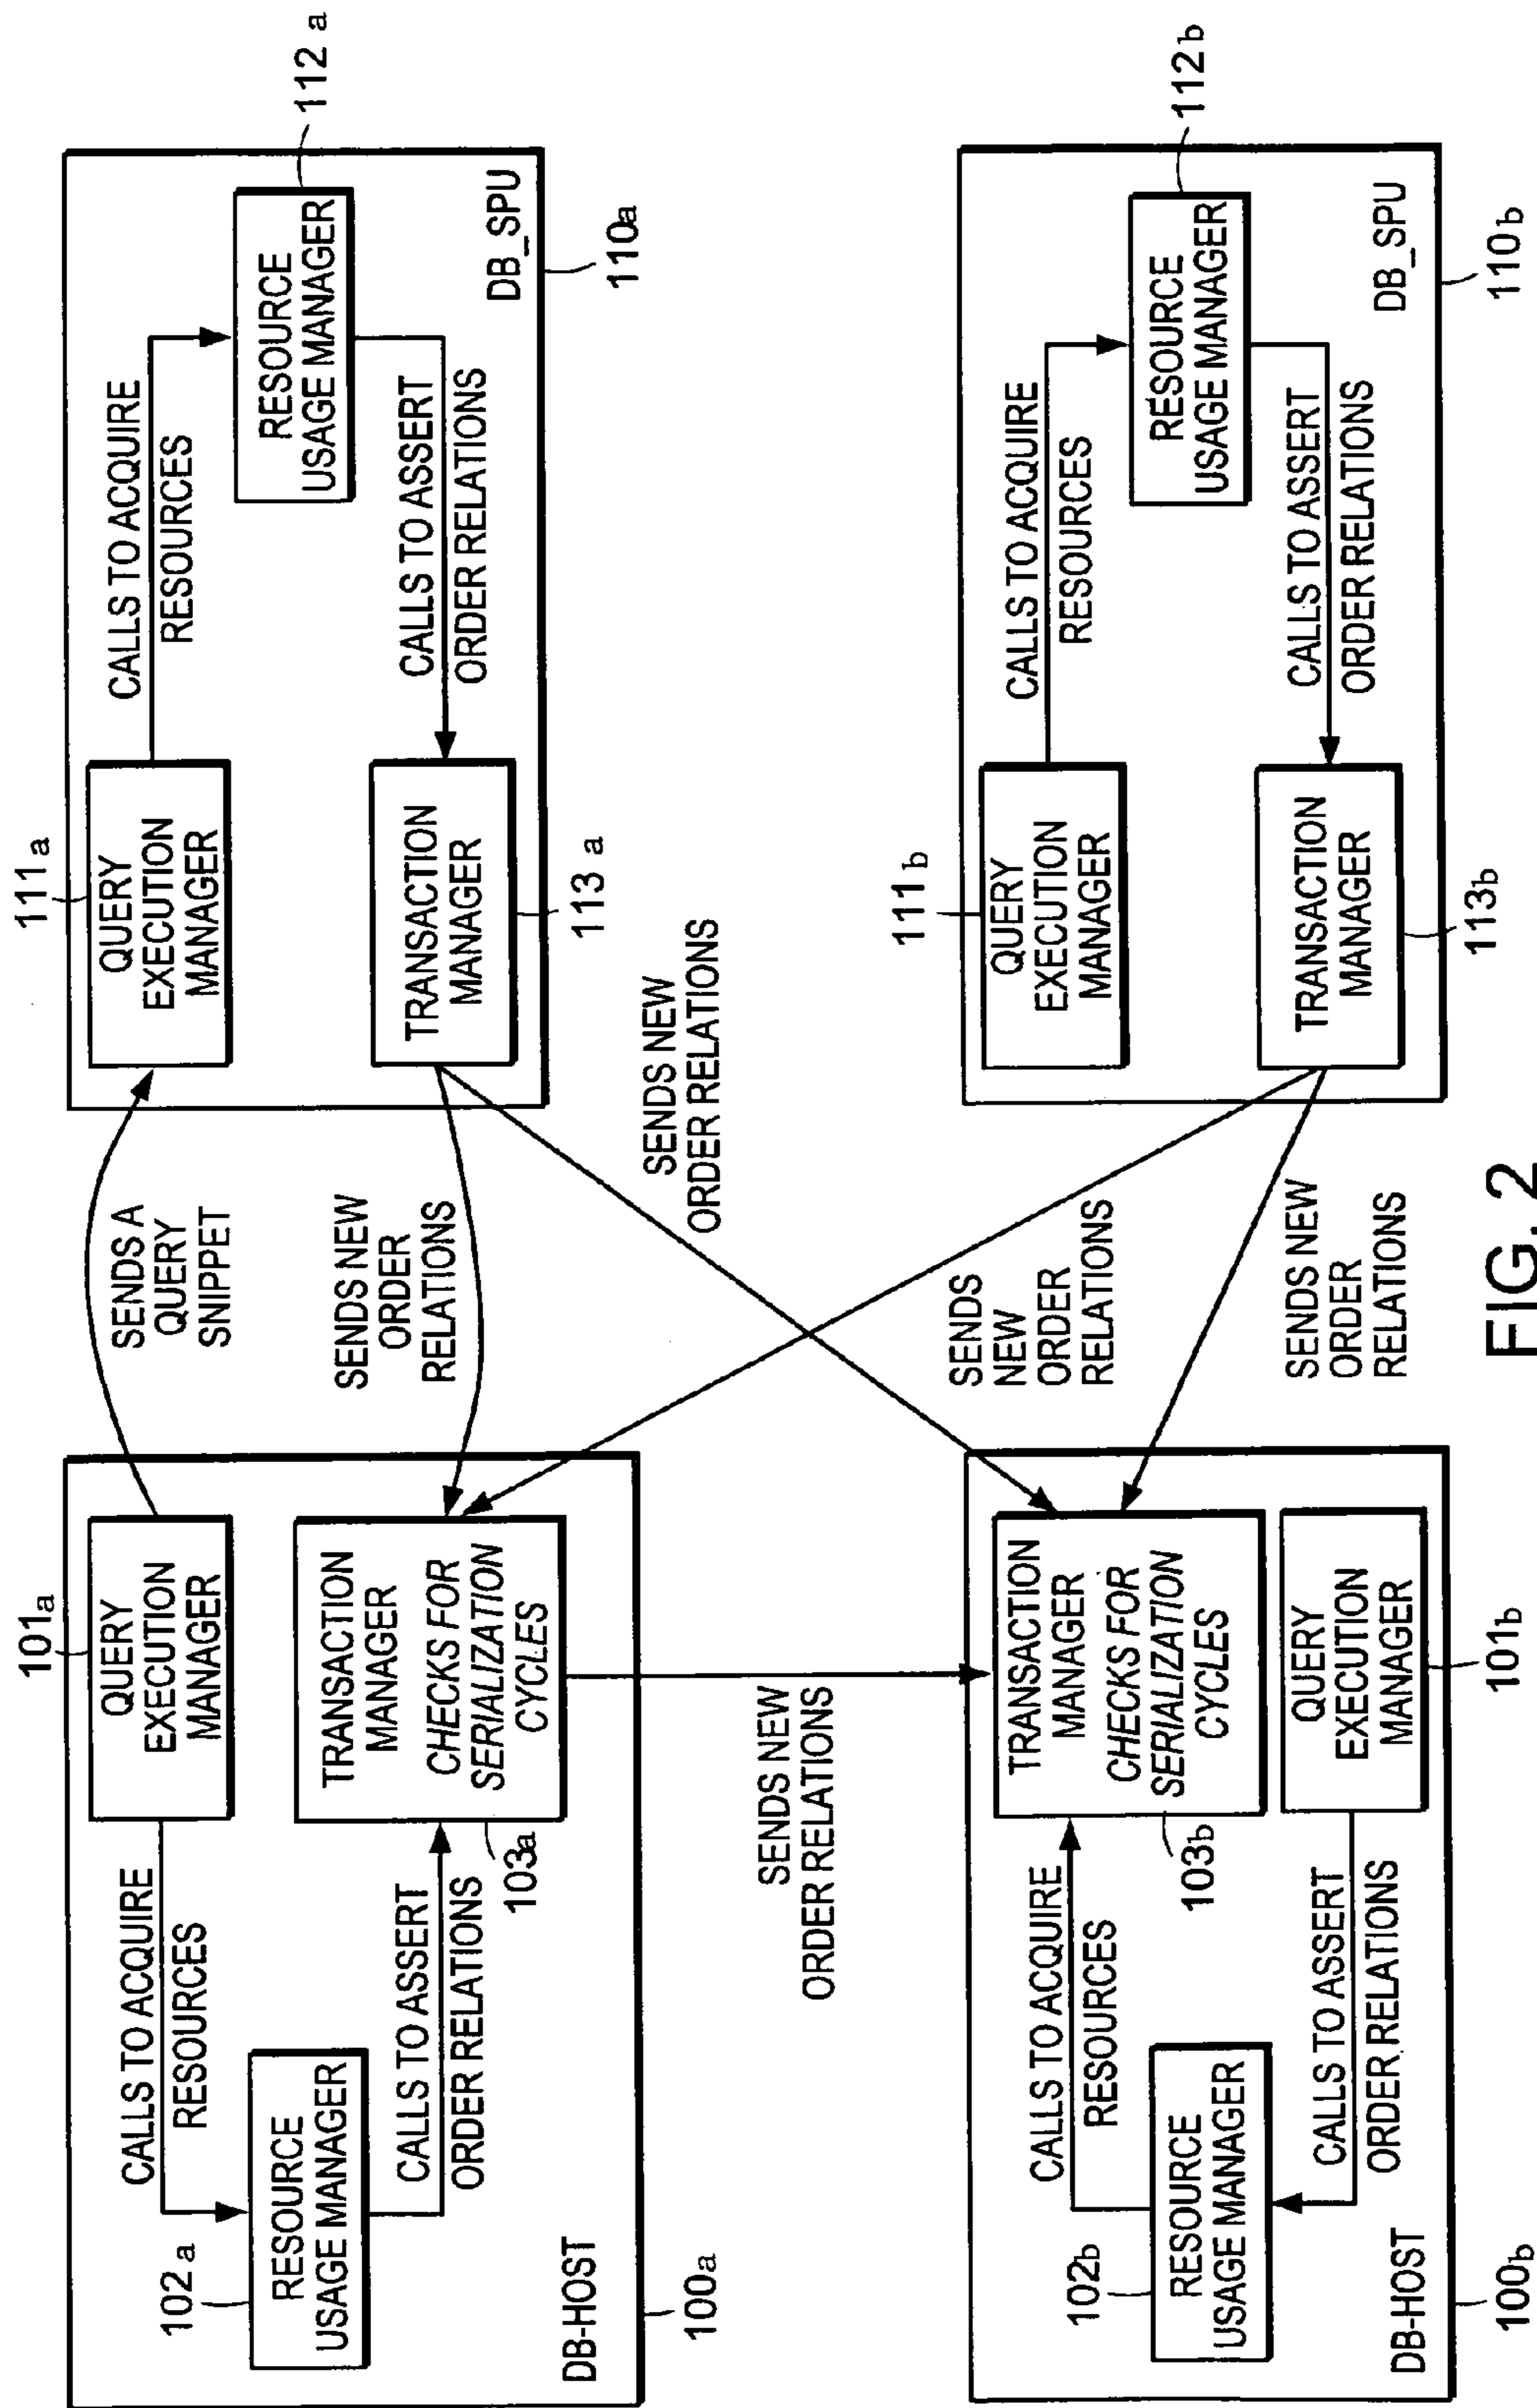 101a
QUERY
EXECUTION
MANAGER
CALLS TO ACQUIRE
RESOURCES
102a
RESOURCE
USAGE MANAGER
CALLS TO ASSERT
ORDER RELATIONS
TRANSACTION
MANAGER
CHECKS FOR
SERIALIZATION
CYCLES
103a
DB-HOST
100a
SENDS A
QUERY
SNIPPET
SENDS NEW
ORDER
RELATIONS
SENDS NEW
ORDER RELATIONS
111a
QUERY
EXECUTION
MANAGER
CALLS TO ACQUIRE
RESOURCES
112a
RESOURCE
USAGE MANAGER
CALLS TO ASSERT
ORDER RELATIONS
TRANSACTION
MANAGER
113a
DB_SPU
110a
SENDS NEW
ORDER RELATIONS
SENDS
NEW
ORDER
RELATIONS
SENDS NEW
ORDER
RELATIONS
TRANSACTION
MANAGER
CHECKS FOR
SERIALIZATION
CYCLES
103b
CALLS TO ACQUIRE
RESOURCES
102b
RESOURCE
USAGE MANAGER
CALLS TO ASSERT
ORDER RELATIONS
QUERY
EXECUTION
MANAGER
101b
DB-HOST
100b
111b
QUERY
EXECUTION
MANAGER
CALLS TO ACQUIRE
RESOURCES
112b
RESOURCE
USAGE MANAGER
CALLS TO ASSERT
ORDER RELATIONS
TRANSACTION
MANAGER
113b
DB_SPU
110b
FIG. 2